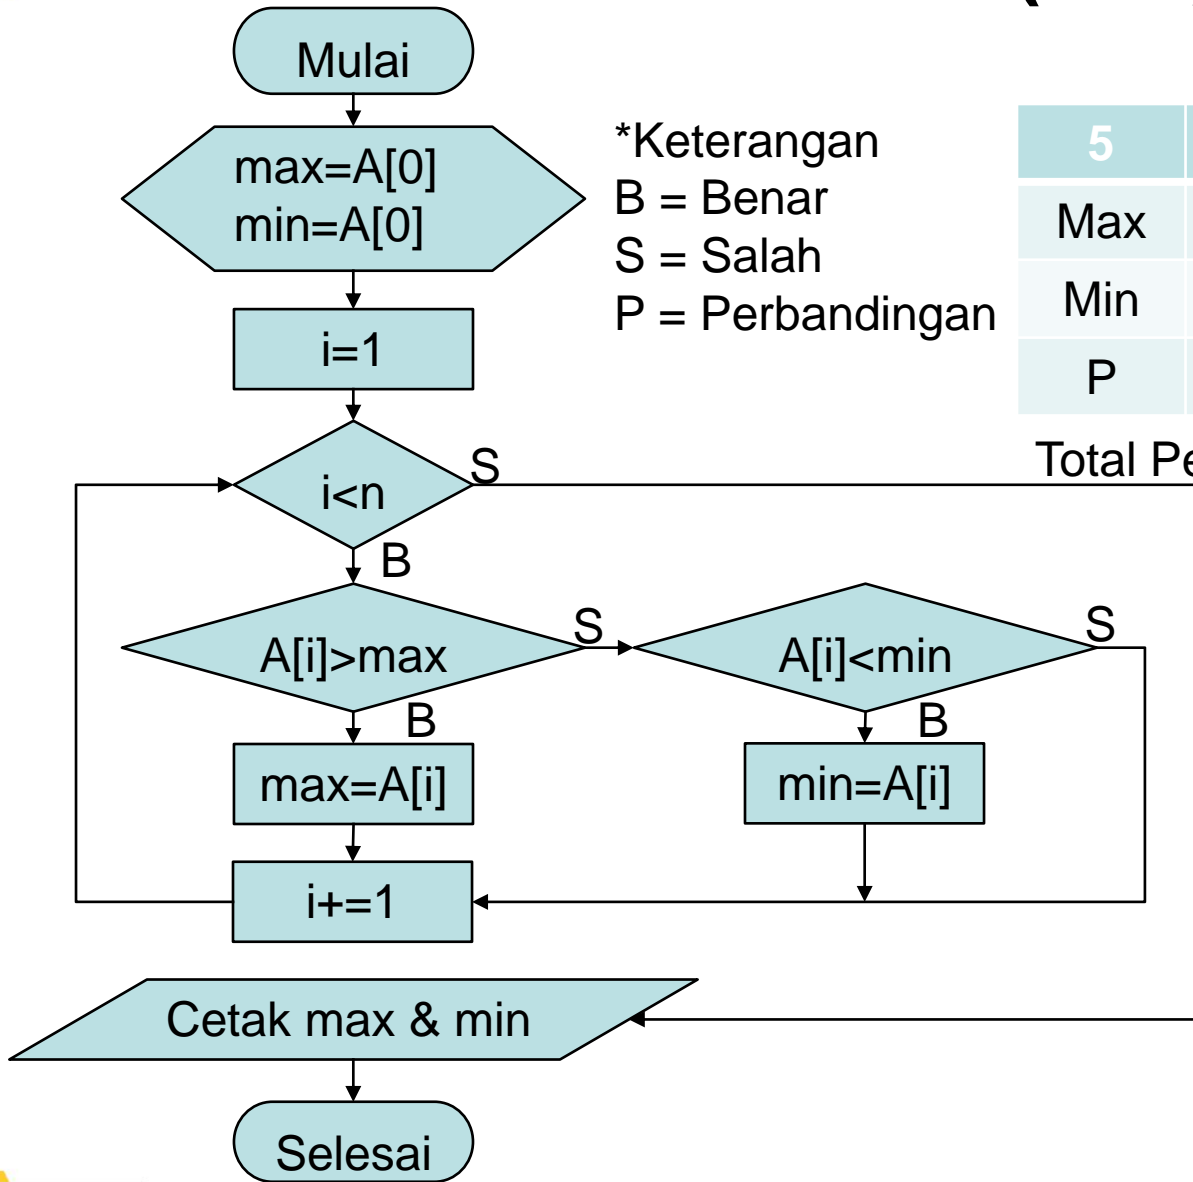 Mulai
max=A[0]
min=A[0]
i=1
i<n
S
B
A[i]>max
S
A[i]<min
S
B
B
max=A[i]
min=A[i]
i+=1
Cetak max & min
Selesai
*Keterangan
B = Benar
S = Salah
P = Perbandingan
5
Max
Min
P
Total